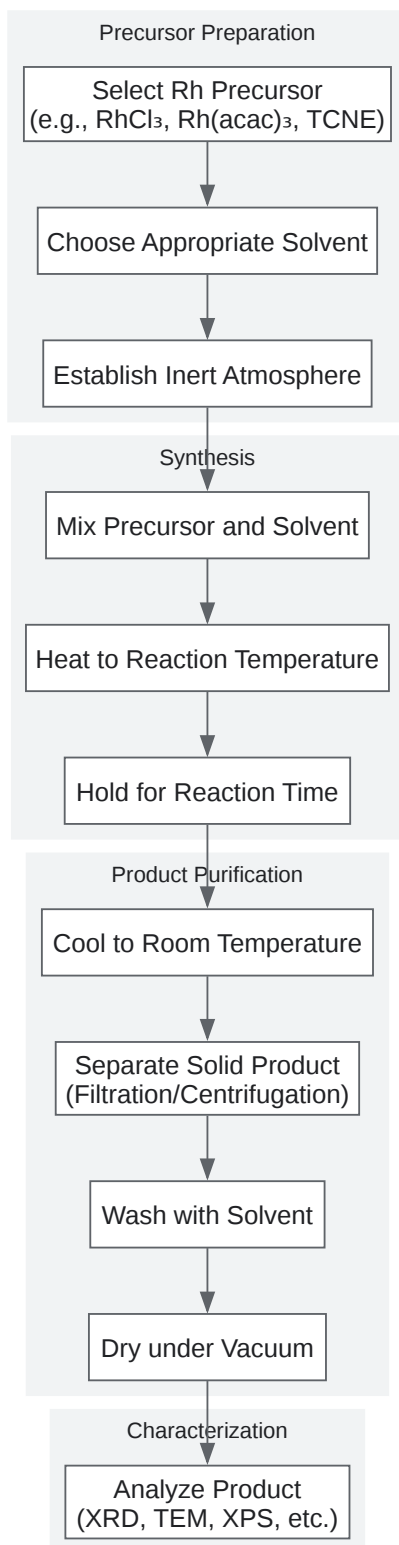 Precursor Preparation
Select Rh Precursor
(e.g., RhCl₃, Rh(acac)₃, TCNE)
Choose Appropriate Solvent
Establish Inert Atmosphere
Synthesis
Mix Precursor and Solvent
Heat to Reaction Temperature
Hold for Reaction Time
Product Purification
Cool to Room Temperature
Separate Solid Product
(Filtration/Centrifugation)
Wash with Solvent
Dry under Vacuum
Characterization
Analyze Product
(XRD, TEM, XPS, etc.)